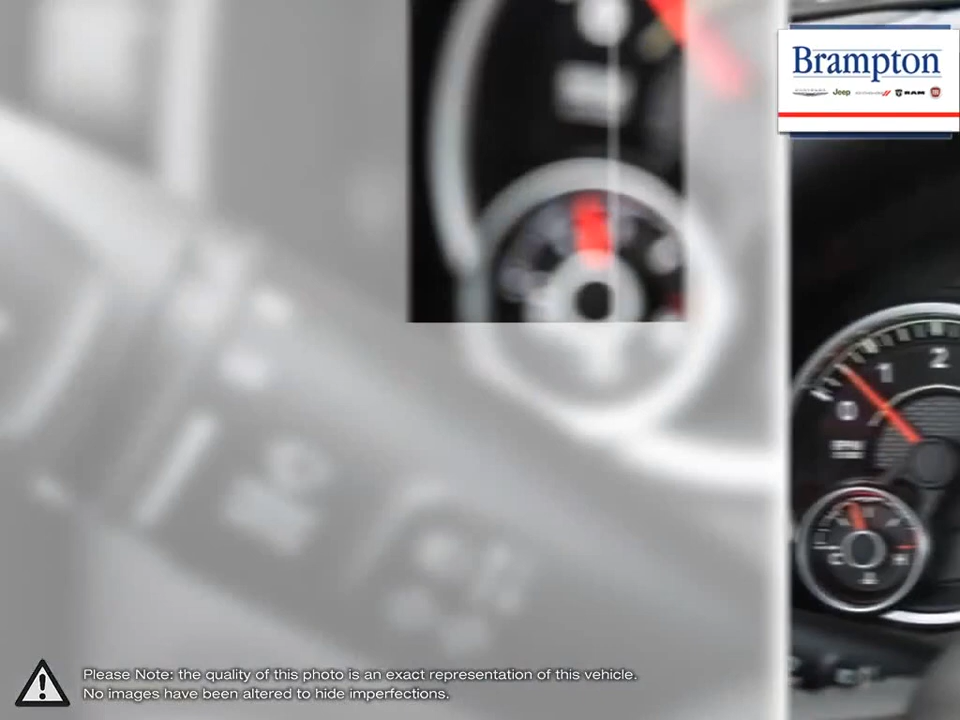 Brampton
Jeep RAM
0 1 2
C H
Please Note: the quality of this photo is an exact representation of this vehicle.
No images have been altered to hide imperfections.